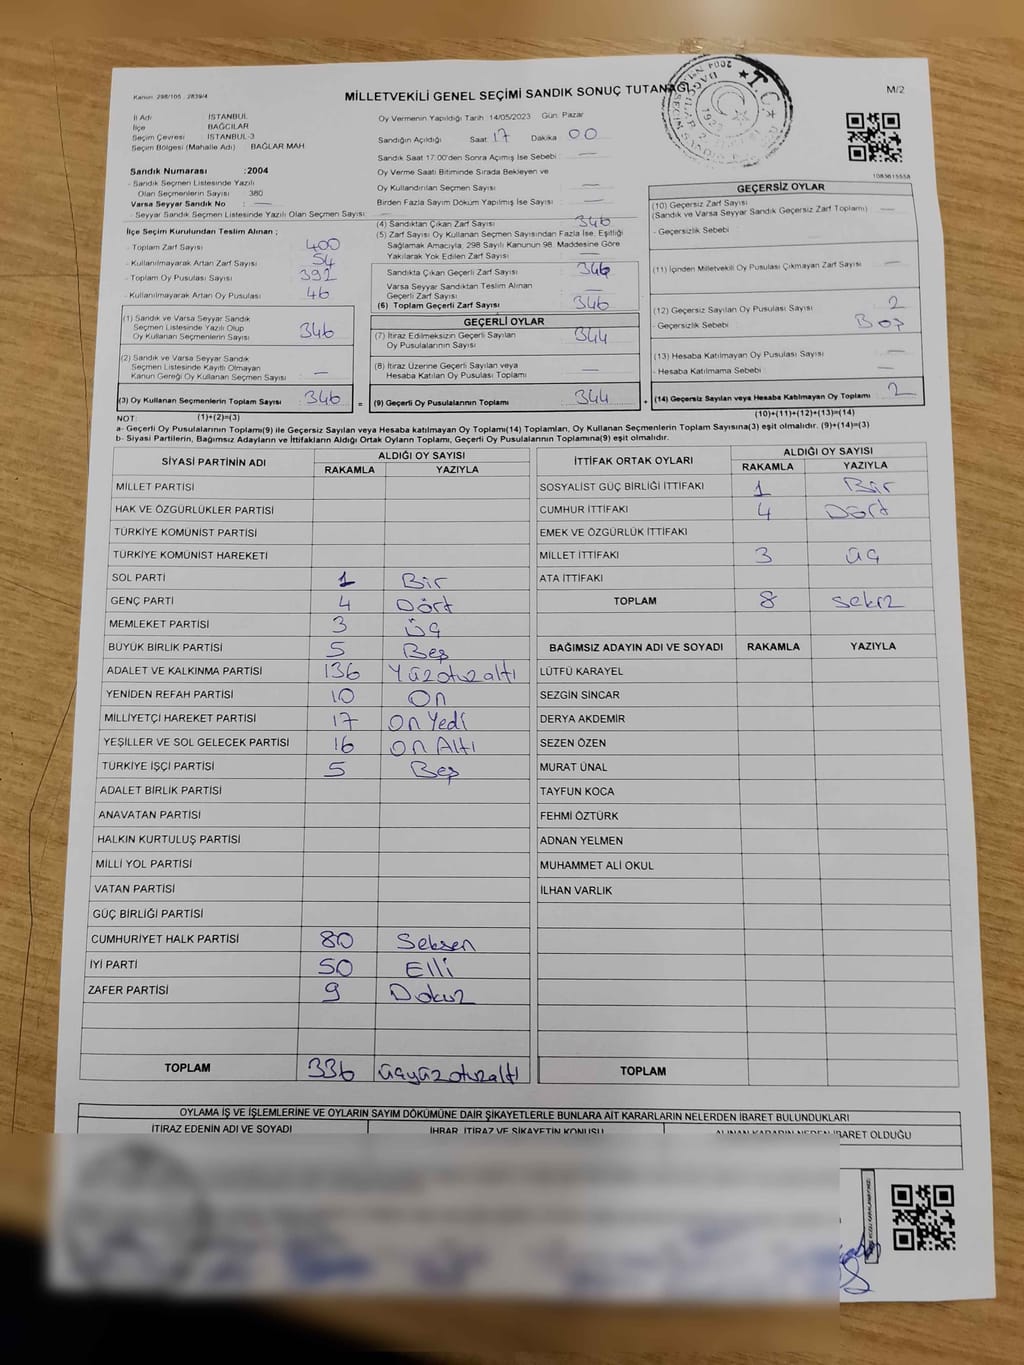 Kanun: 298/105 , 2839/4
MİLLETVEKİLİ GENEL SEÇİMİ SANDIK SONUÇ TUTANAĞI
M/2
İl Adı İSTANBUL
İlçe BAĞCILAR
Seçim Çevresi : İSTANBUL-3
Seçim Bölgesi (Mahalle Adı) : BAĞLAR MAH.
Sandık Numarası :2004
- Sandık Seçmen Listesinde Yazılı
Olan Seçmenlerin Sayısı : 380
Varsa Seyyar Sandık No : —
- Seyyar Sandık Seçmen Listesinde Yazılı Olan Seçmen Sayısı: —
İlçe Seçim Kurulundan Teslim Alınan ;
- Toplam Zarf Sayısı : 400
- Kullanılmayarak Artan Zarf Sayısı : 54
- Toplam Oy Pusulası Sayısı : 392
- Kullanılmayarak Artan Oy Pusulası : 46
(1) Sandık ve Varsa Seyyar Sandık
Seçmen Listesinde Yazılı Olup
Oy Kullanan Seçmenlerin Sayısı : 346
(2) Sandık ve Varsa Seyyar Sandık
Seçmen Listesinde Kayıtlı Olmayan
Kanun Gereği Oy Kullanan Seçmen Sayısı : —
(3) Oy Kullanan Seçmenlerin Toplam Sayısı : 346
(1)+(2)=(3)
Oy Vermenin Yapıldığı Tarih :14/05/2023 Gün: Pazar
Sandığın Açıldığı Saat: 17 Dakika: 00
Sandık Saat 17:00'den Sonra Açımış İse Sebebi : —
Oy Verme Saati Bitiminde Sırada Bekleyen ve
Oy Kullandırılan Seçmen Sayısı : —
Birden Fazla Sayım Döküm Yapılmış İse Sayısı : —
(4) Sandıktan Çıkan Zarf Sayısı : 346
(5) Zarf Sayısı Oy Kullanan Seçmen Sayısından Fazla İse, Eşitliği
Sağlamak Amacıyla, 298 Sayılı Kanunun 98. Maddesine Göre
Yakılarak Yok Edilen Zarf Sayısı : —
Sandıkta Çıkan Geçerli Zarf Sayısı : 346
Varsa Seyyar Sandıktan Teslim Alınan
Geçerli Zarf Sayısı : —
(6) Toplam Geçerli Zarf Sayısı : 346
GEÇERLİ OYLAR
(7) İtiraz Edilmeksizin Geçerli Sayılan
Oy Pusulalarının Sayısı : 344
(8) İtiraz Üzerine Geçerli Sayılan veya
Hesaba Katılan Oy Pusulası Toplamı : —
= (9) Geçerli Oy Pusulalarının Toplamı : 344
1083615558
GEÇERSİZ OYLAR
(10) Geçersiz Zarf Sayısı
(Sandık ve Varsa Seyyar Sandık Geçersiz Zarf Toplamı) : —
- Geçersizlik Sebebi : —
(11) İçinden Milletvekili Oy Pusulası Çıkmayan Zarf Sayısı : —
(12) Geçersiz Sayılan Oy Pusulası Sayısı : 2
- Geçersizlik Sebebi : Boş
(13) Hesaba Katılmayan Oy Pusulası Sayısı : —
- Hesaba Katılmama Sebebi : —
+ (14) Geçersiz Sayılan veya Hesaba Katılmayan Oy Toplamı : 2
(10)+(11)+(12)+(13)=(14)
NOT:
a- Geçerli Oy Pusulalarının Toplamı(9) ile Geçersiz Sayılan veya Hesaba katılmayan Oy Toplamı(14) Toplamları, Oy Kullanan Seçmenlerin Toplam Sayısına(3) eşit olmalıdır. (9)+(14)=(3)
b- Siyasi Partilerin, Bağımsız Adayların ve İttifakların Aldığı Ortak Oyların Toplamı, Geçerli Oy Pusulalarının Toplamına(9) eşit olmalıdır.
SİYASİ PARTİNİN ADI ALDIĞI OY SAYISI
RAKAMLA YAZIYLA
MİLLET PARTİSİ
HAK VE ÖZGÜRLÜKLER PARTİSİ
TÜRKİYE KOMÜNİST PARTİSİ
TÜRKİYE KOMÜNİST HAREKETİ
SOL PARTİ 1 Bir
GENÇ PARTİ 4 Dört
MEMLEKET PARTİSİ 3 Üç
BÜYÜK BİRLİK PARTİSİ 5 Beş
ADALET VE KALKINMA PARTİSİ 136 Yüzotuzaltı
YENİDEN REFAH PARTİSİ 10 On
MİLLİYETÇİ HAREKET PARTİSİ 17 On Yedi
YEŞİLLER VE SOL GELECEK PARTİSİ 16 On Altı
TÜRKİYE İŞÇİ PARTİSİ 5 Beş
ADALET BİRLİK PARTİSİ
ANAVATAN PARTİSİ
HALKIN KURTULUŞ PARTİSİ
MİLLİ YOL PARTİSİ
VATAN PARTİSİ
GÜÇ BİRLİĞİ PARTİSİ
CUMHURİYET HALK PARTİSİ 80 Seksen
İYİ PARTİ 50 Elli
ZAFER PARTİSİ 9 Dokuz
TOPLAM 336 üçyüzotuzaltı
İTTİFAK ORTAK OYLARI ALDIĞI OY SAYISI
RAKAMLA YAZIYLA
SOSYALİST GÜÇ BİRLİĞİ İTTİFAKI 1 Bir
CUMHUR İTTİFAKI 4 Dört
EMEK VE ÖZGÜRLÜK İTTİFAKI
MİLLET İTTİFAKI 3 üç
ATA İTTİFAKI
TOPLAM 8 sekiz
BAĞIMSIZ ADAYIN ADI VE SOYADI RAKAMLA YAZIYLA
LÜTFÜ KARAYEL
SEZGİN SİNCAR
DERYA AKDEMİR
SEZEN ÖZEN
MURAT ÜNAL
TAYFUN KOCA
FEHMİ ÖZTÜRK
ADNAN YELMEN
MUHAMMET ALİ OKUL
İLHAN VARLIK
TOPLAM
OYLAMA İŞ VE İŞLEMLERİNE VE OYLARIN SAYIM DÖKÜMÜNE DAİR ŞİKAYETLERLE BUNLARA AİT KARARLARIN NELERDEN İBARET BULUNDUKLARI
İTİRAZ EDENİN ADI VE SOYADI İHBAR, İTİRAZ VE ŞİKAYETİN KONUSU ALINAN KARARIN NEDEN İBARET OLDUĞU